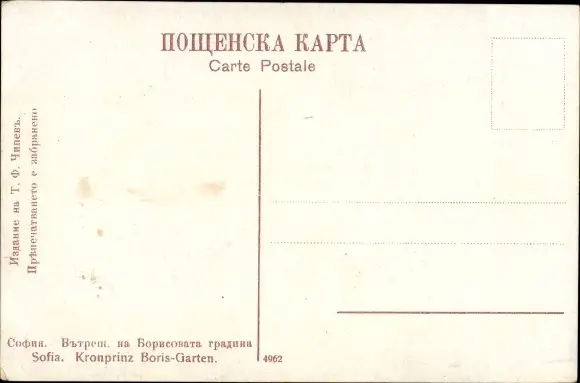 ПОЩЕНСКА КАРТА
Carte Postale
Издание на Т. Ф. Чипевъ.
Прѣпечатването е забранено
София. Вътреш. на Борисовата градина
Sofia. Kronprinz Boris-Garten.
4962